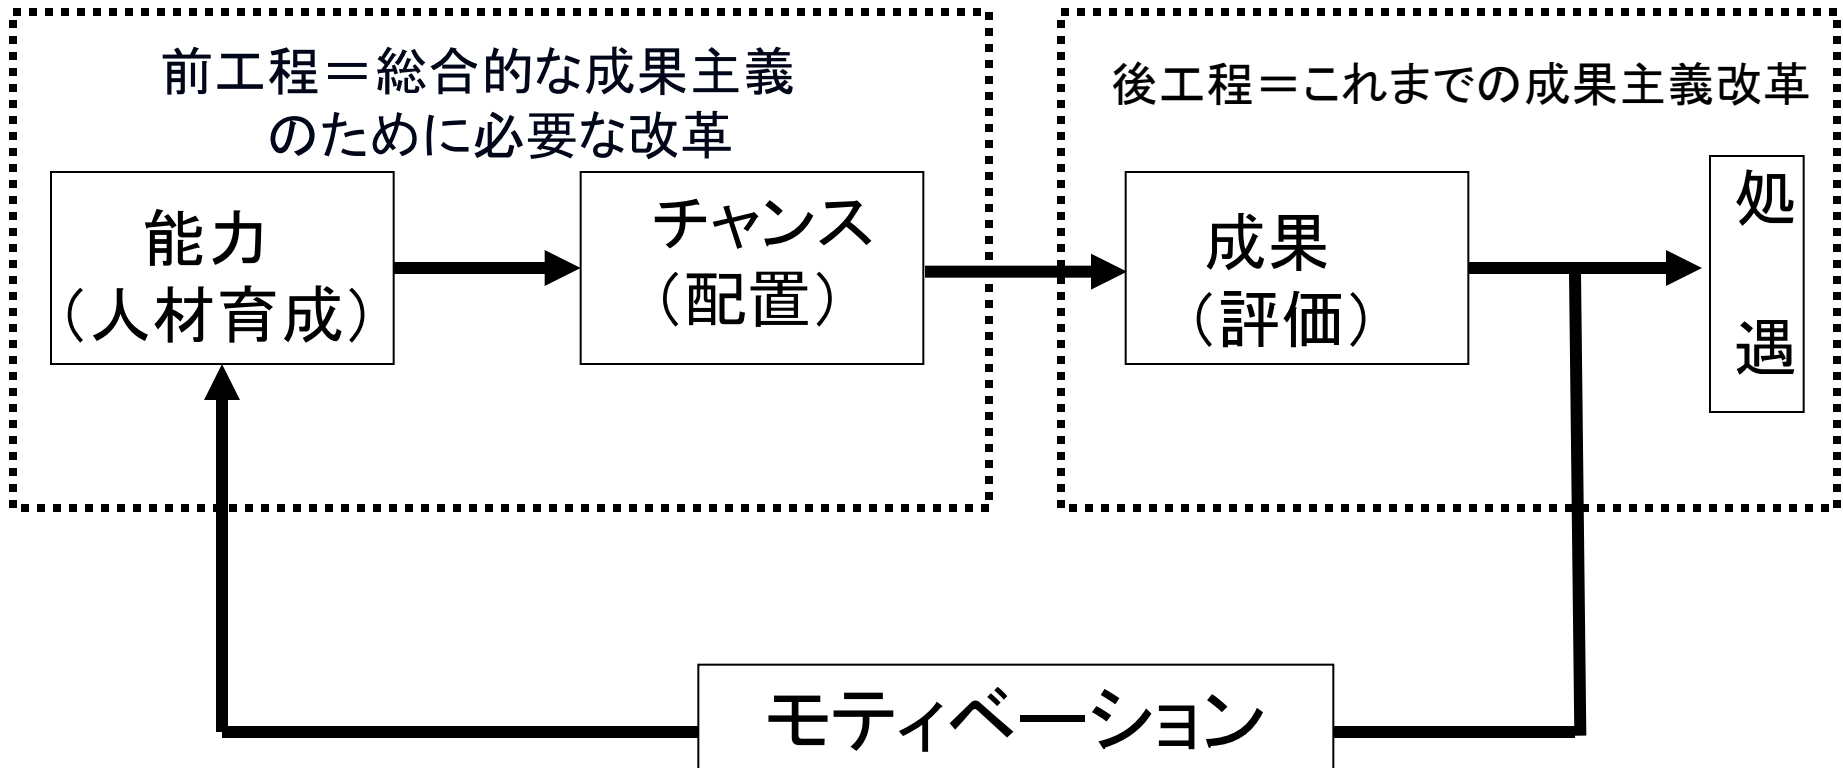 前工程＝総合的な成果主義
のために必要な改革
能力
（人材育成）
チャンス
（配置）
後工程＝これまでの成果主義改革
成果
（評価）
処
遇
モティベーション